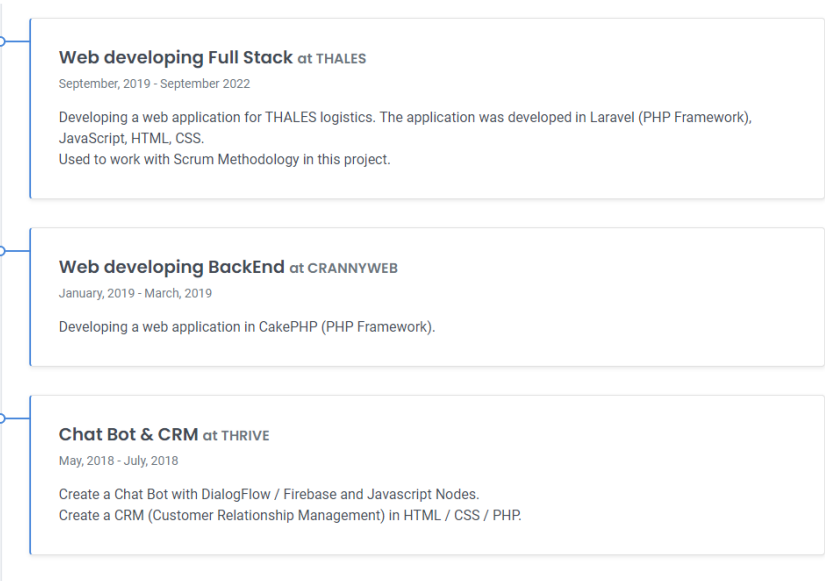 Web developing Full Stack at THALES
September, 2019 - September 2022
Developing a web application for THALES logistics. The application was developed in Laravel (PHP Framework),
JavaScript, HTML, CSS.
Used to work with Scrum Methodology in this project.
Web developing BackEnd at CRANNYWEB
January, 2019 - March, 2019
Developing a web application in CakePHP (PHP Framework).
Chat Bot & CRM at THRIVE
May, 2018 - July, 2018
Create a Chat Bot with DialogFlow / Firebase and Javascript Nodes.
Create a CRM (Customer Relationship Management) in HTML / CSS / PHP.